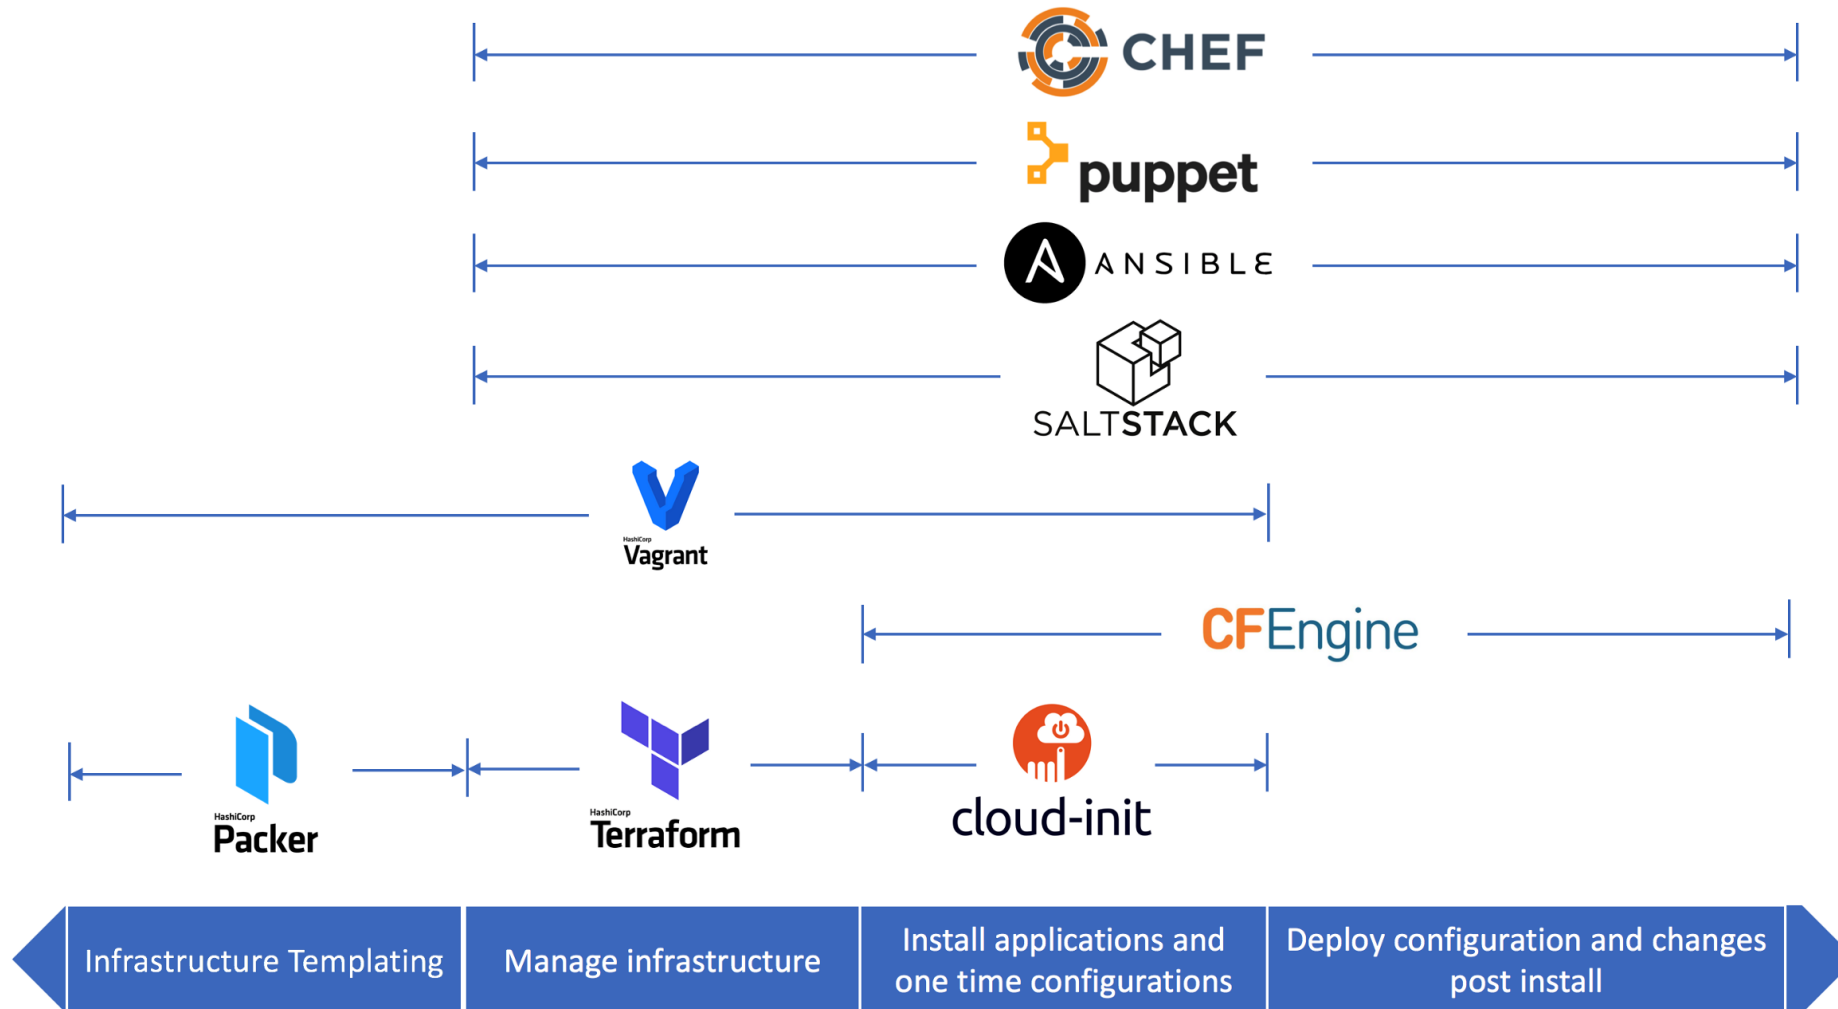 CHEF
puppet
ANSIBLE
SALTSTACK
HashiCorp
Vagrant
CFEngine
HashiCorp
Packer
HashiCorp
Terraform
cloud-init
Infrastructure Templating
Manage infrastructure
Install applications and
one time configurations
Deploy configuration and changes
post install